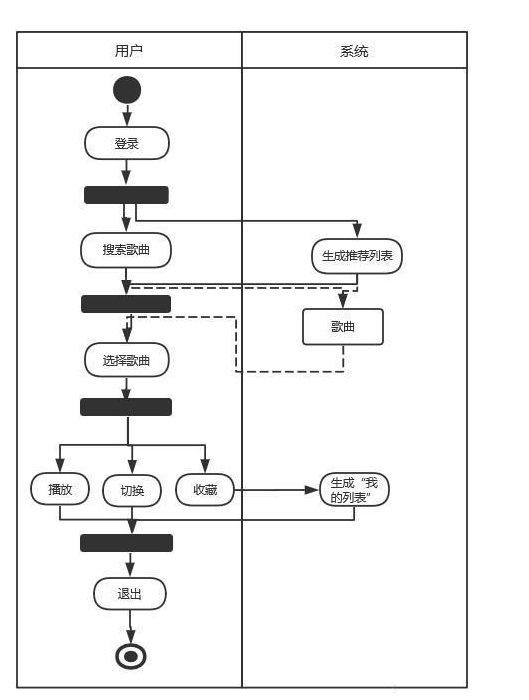 用户
系统
登录
搜索歌曲
生成推荐列表
歌曲
选择歌曲
播放
切换
收藏
生成“我
的列表”
退出